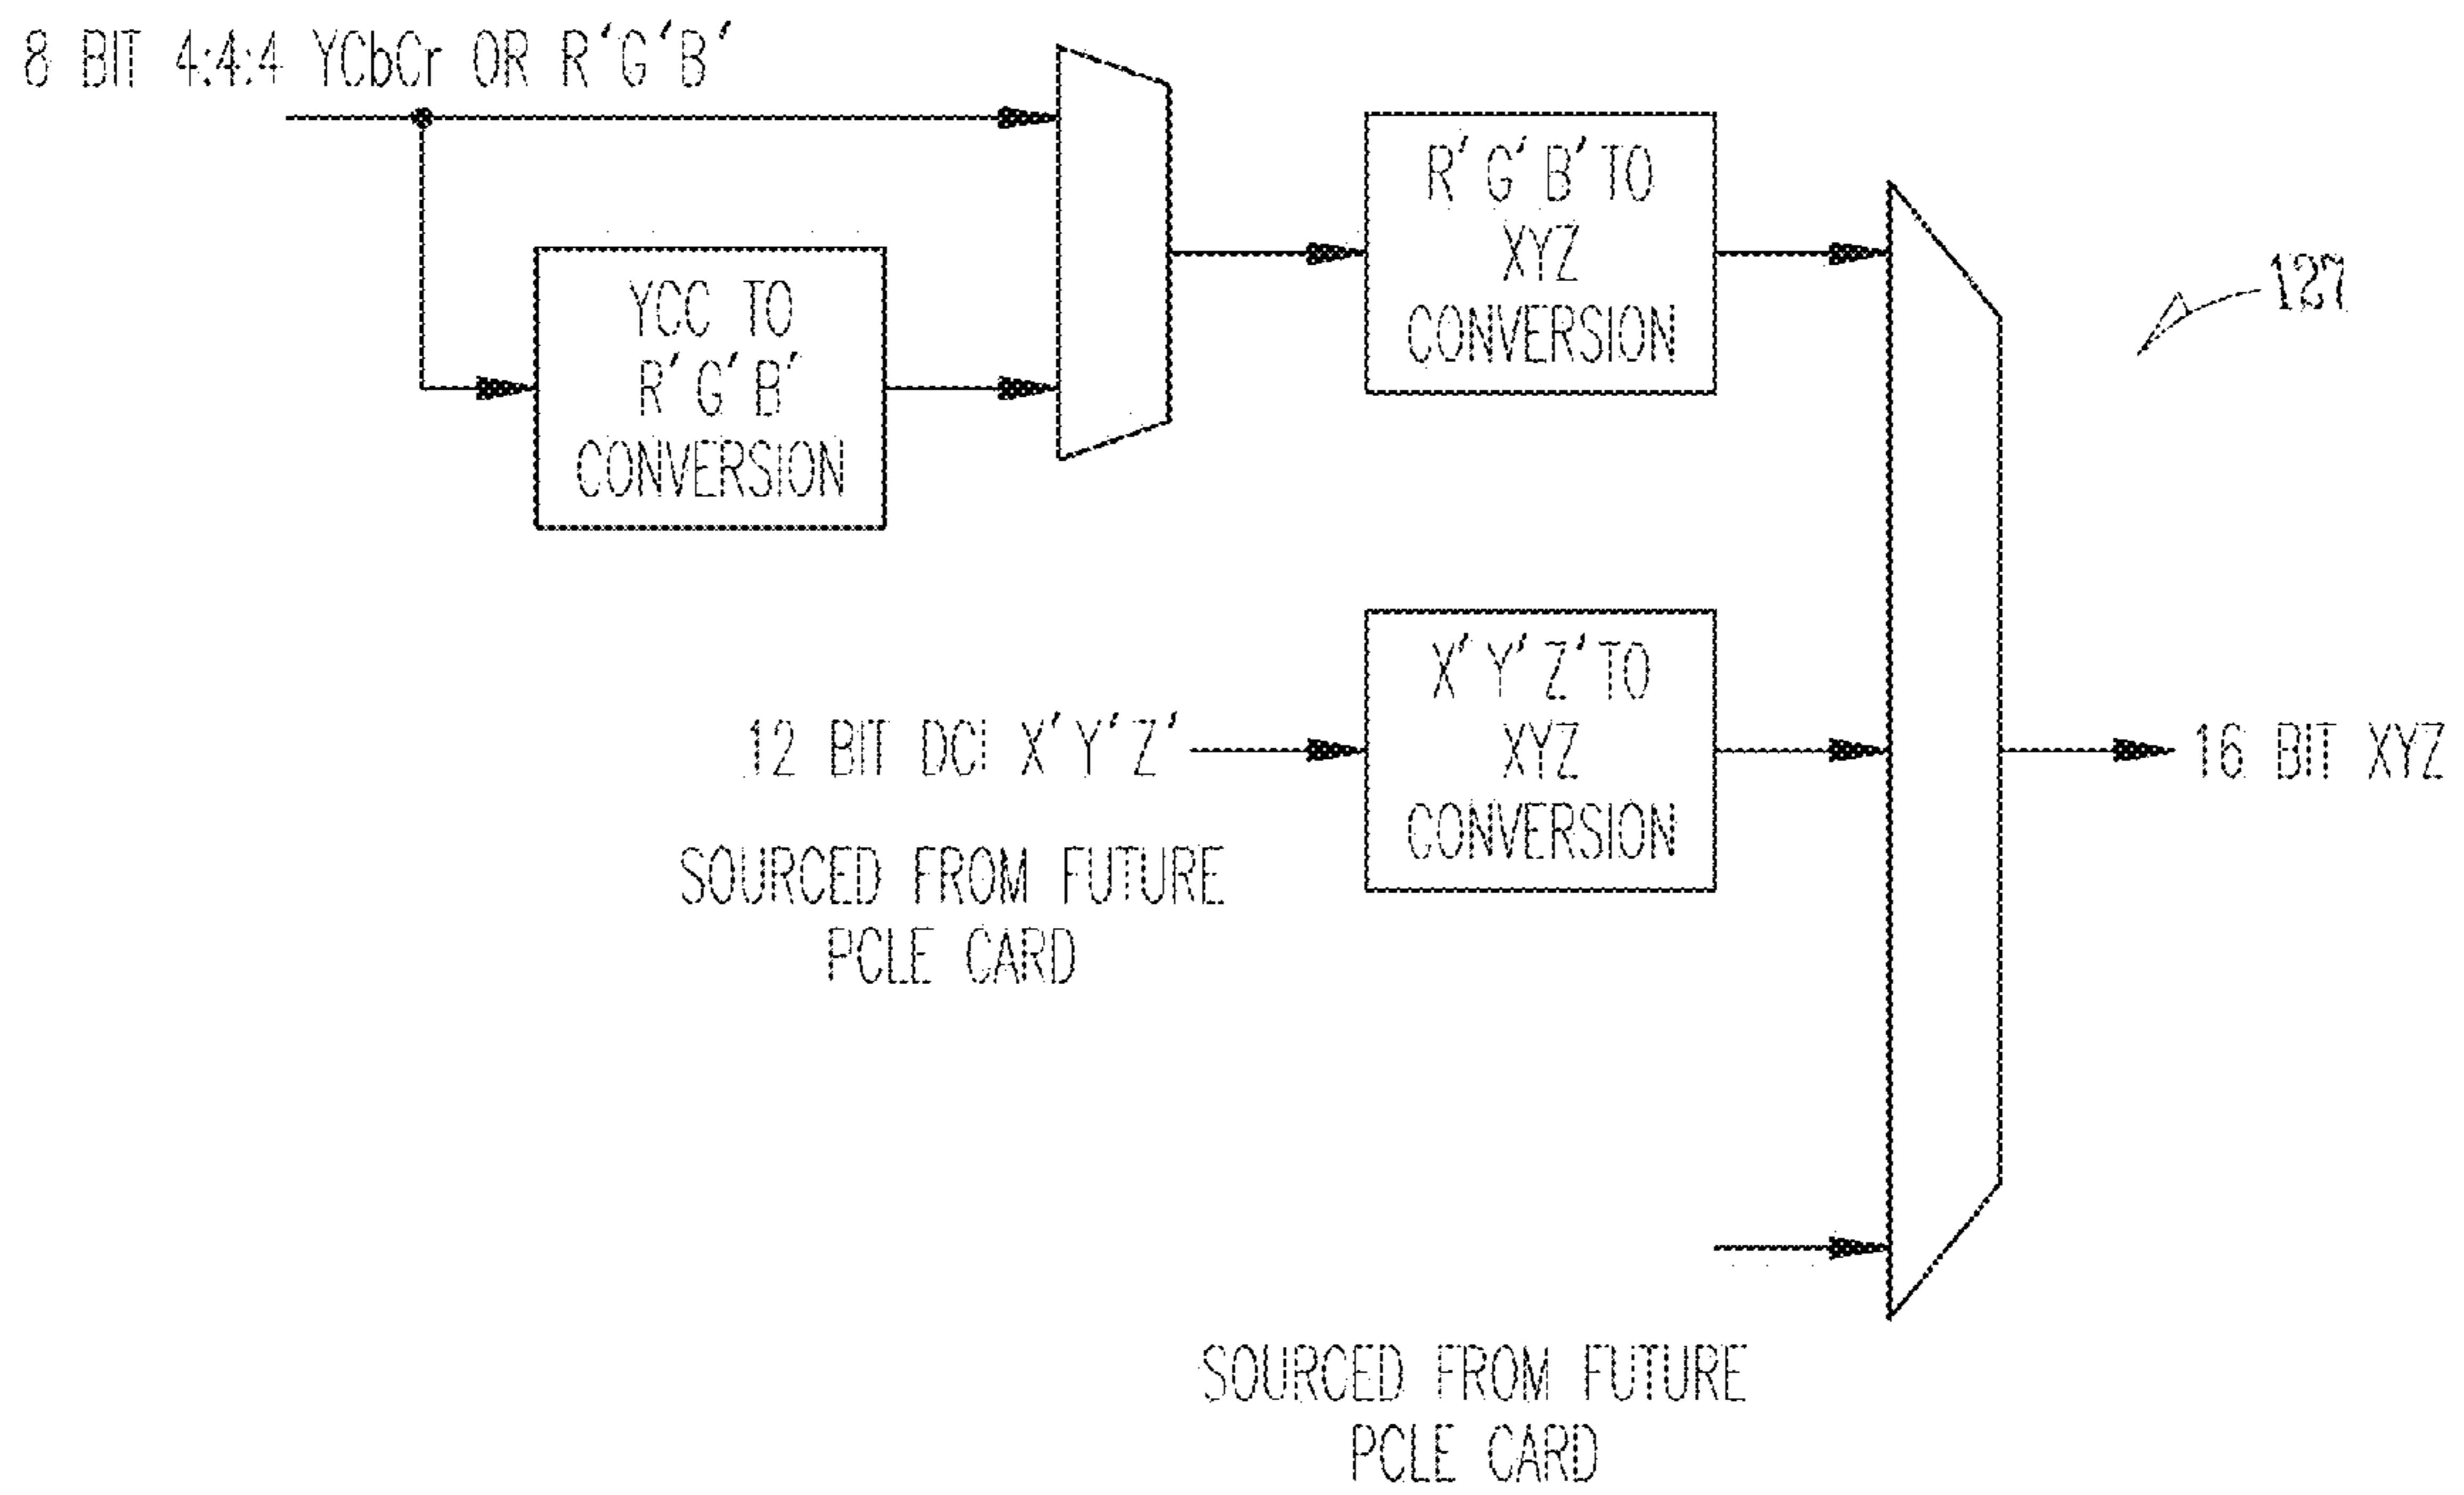 8 BIT 4:4:4 YCbCr OR R'G'B'
YCC TO
R'G'B'
CONVERSION
R'G'B' TO
XYZ
CONVERSION
127
12 BIT DCI X'Y'Z'
SOURCED FROM FUTURE
PCLE CARD
X'Y'Z' TO
XYZ
CONVERSION
16 BIT XYZ
SOURCED FROM FUTURE
PCLE CARD